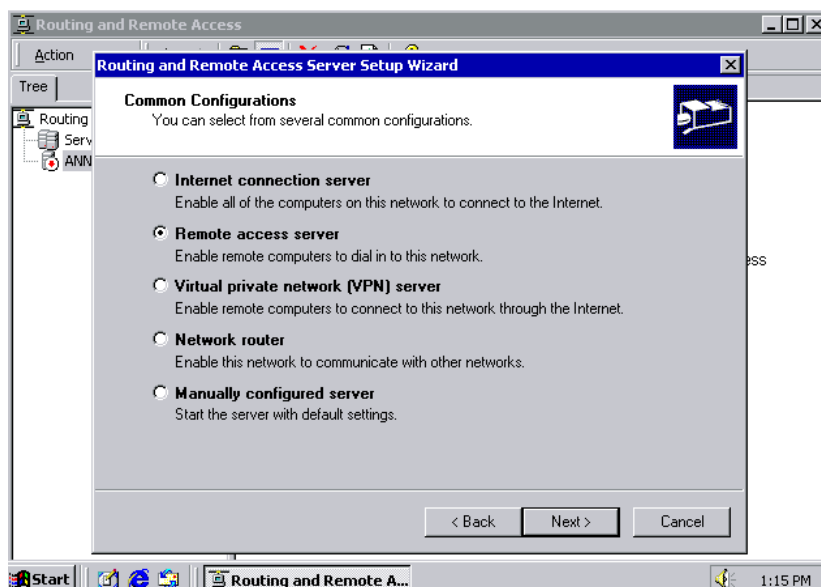 Routing and Remote Access
Action
Routing and Remote Access Server Setup Wizard
Tree
Common Configurations
You can select from several common configurations.
Routing
Serv
ANN
Internet connection server
Enable all of the computers on this network to connect to the Internet.
Remote access server
Enable remote computers to dial in to this network.
ess
Virtual private network (VPN) server
Enable remote computers to connect to this network through the Internet.
Network router
Enable this network to communicate with other networks.
Manually configured server
Start the server with default settings.
< Back
Next >
Cancel
Start
Routing and Remote A...
1:15 PM